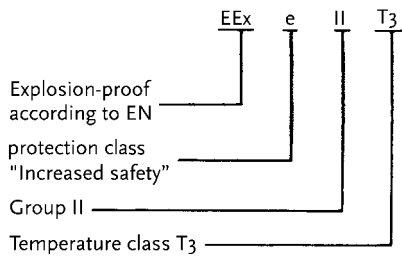 EEx e II T3
Explosion-proof
according to EN
protection class
"Increased safety"
Group II
Temperature class T3